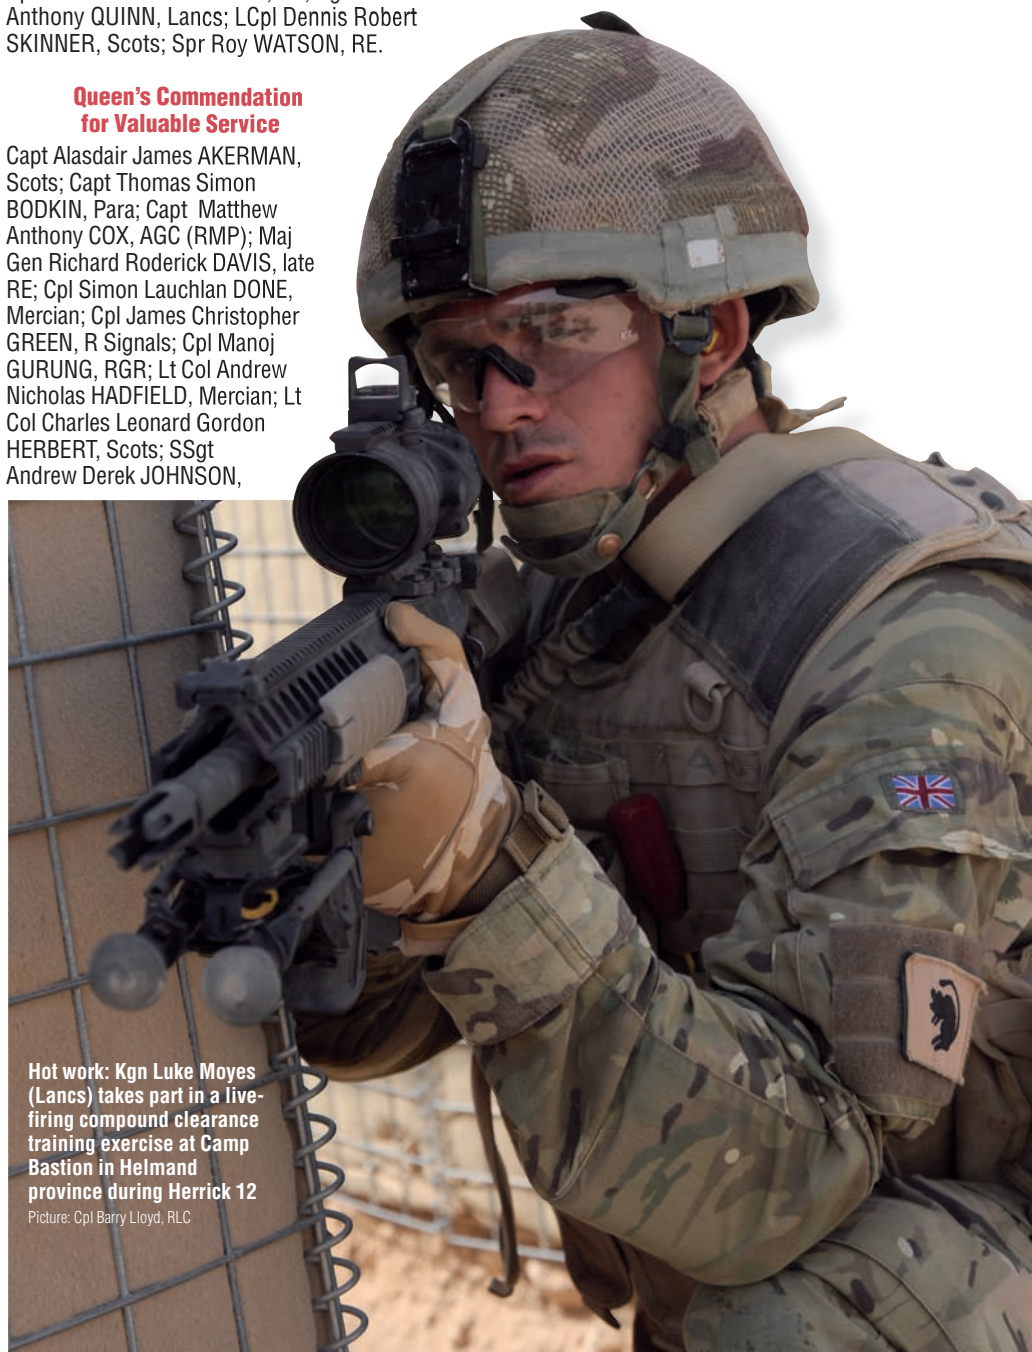 Anthony QUINN, Lancs; LCpl Dennis Robert
SKINNER, Scots; Spr Roy WATSON, RE.
Queen’s Commendation
for Valuable Service
Capt Alasdair James AKERMAN,
Scots; Capt Thomas Simon
BODKIN, Para; Capt Matthew
Anthony COX, AGC (RMP); Maj
Gen Richard Roderick DAVIS, late
RE; Cpl Simon Lauchlan DONE,
Mercian; Cpl James Christopher
GREEN, R Signals; Cpl Manoj
GURUNG, RGR; Lt Col Andrew
Nicholas HADFIELD, Mercian; Lt
Col Charles Leonard Gordon
HERBERT, Scots; SSgt
Andrew Derek JOHNSON,
Hot work: Kgn Luke Moyes
(Lancs) takes part in a live-
firing compound clearance
training exercise at Camp
Bastion in Helmand
province during Herrick 12
Picture: Cpl Barry Lloyd, RLC